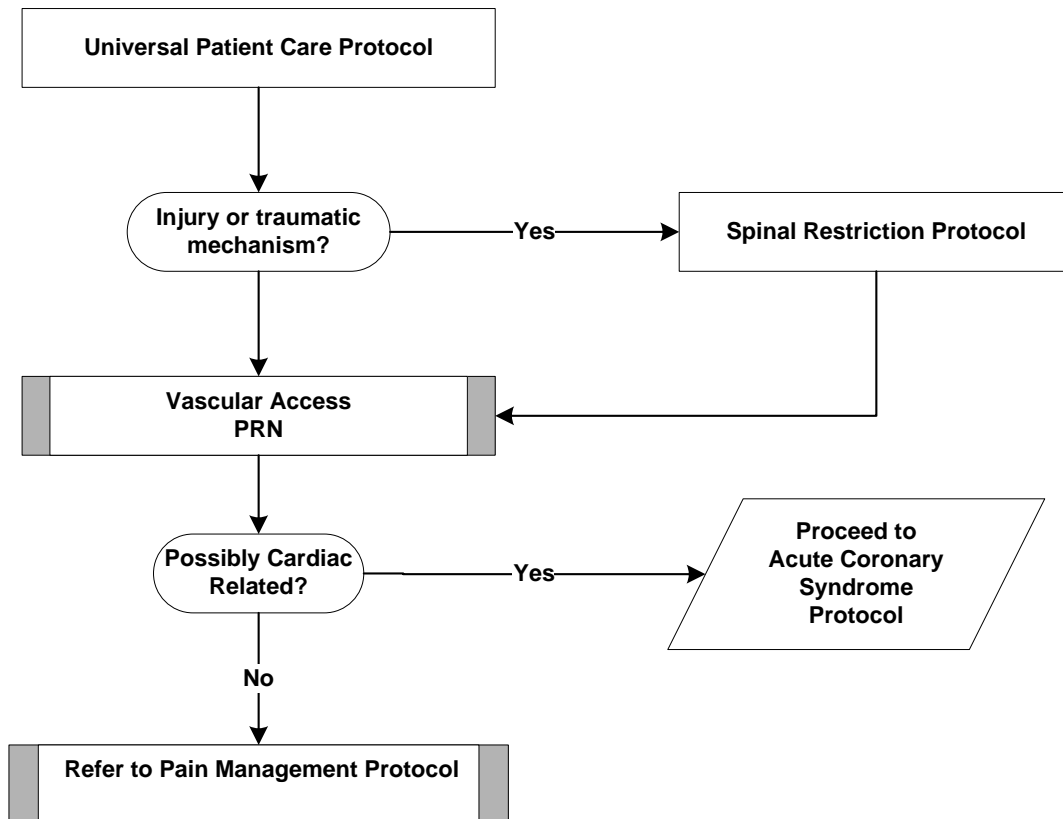 Universal Patient Care Protocol
Injury or traumatic
mechanism?
Yes
Spinal Restriction Protocol
Vascular Access
PRN
Possibly Cardiac
Related?
Yes
Proceed to
Acute Coronary
Syndrome
Protocol
No
Refer to Pain Management Protocol